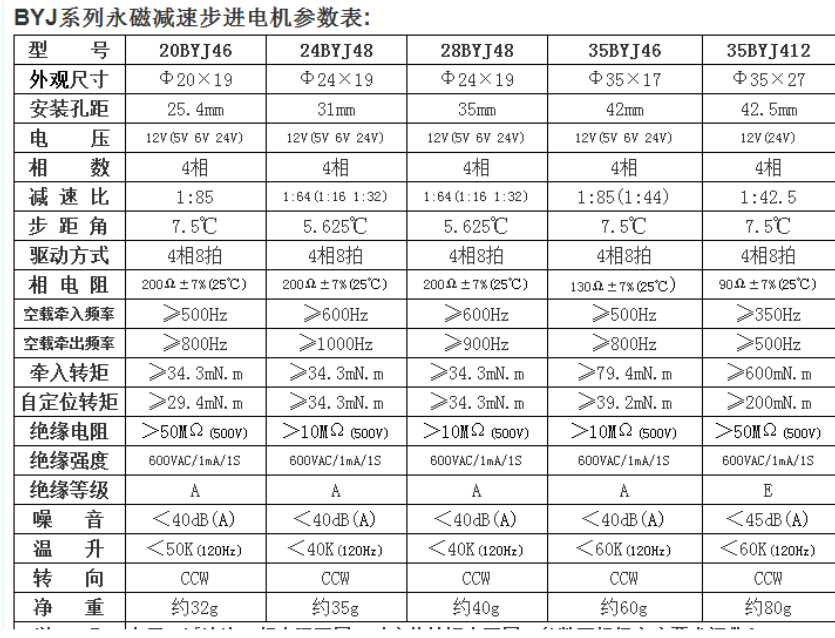 BYJ系列永磁减速步进电机参数表:
型 号 20BYJ46 24BYJ48 28BYJ48 35BYJ46 35BYJ412
外观尺寸 Φ20×19 Φ24×19 Φ24×19 Φ35×17 Φ35×27
安装孔距 25.4mm 31mm 35mm 42mm 42.5mm
电 压 12V(5V 6V 24V) 12V(5V 6V 24V) 12V(5V 6V 24V) 12V(5V 6V 24V) 12V(24V)
相 数 4相 4相 4相 4相 4相
减 速 比 1:85 1:64(1:16 1:32) 1:64(1:16 1:32) 1:85(1:44) 1:42.5
步 距 角 7.5℃ 5.625℃ 5.625℃ 7.5℃ 7.5℃
驱动方式 4相8拍 4相8拍 4相8拍 4相8拍 4相8拍
相 电 阻 200Ω±7%(25℃) 200Ω±7%(25℃) 200Ω±7%(25℃) 130Ω±7%(25℃) 90Ω±7%(25℃)
空载牵入频率 ≥500Hz ≥600Hz ≥600Hz ≥500Hz ≥350Hz
空载牵出频率 ≥800Hz ≥1000Hz ≥900Hz ≥800Hz ≥500Hz
牵入转矩 ≥34.3mN.m ≥34.3mN.m ≥34.3mN.m ≥79.4mN.m ≥600mN.m
自定位转矩 ≥29.4mN.m ≥34.3mN.m ≥34.3mN.m ≥39.2mN.m ≥200mN.m
绝缘电阻 >50MΩ (500V) >10MΩ (500V) >10MΩ (500V) >10MΩ (500V) >50MΩ (500V)
绝缘强度 600VAC/1mA/1S 600VAC/1mA/1S 600VAC/1mA/1S 600VAC/1mA/1S 600VAC/1mA/1S
绝缘等级 A A A A E
噪 音 <40dB(A) <40dB(A) <40dB(A) <40dB(A) <45dB(A)
温 升 <50K(120Hz) <40K(120Hz) <40K(120Hz) <60K(120Hz) <60K(120Hz)
转 向 CCW CCW CCW CCW CCW
净 重 约32g 约35g 约40g 约60g 约80g